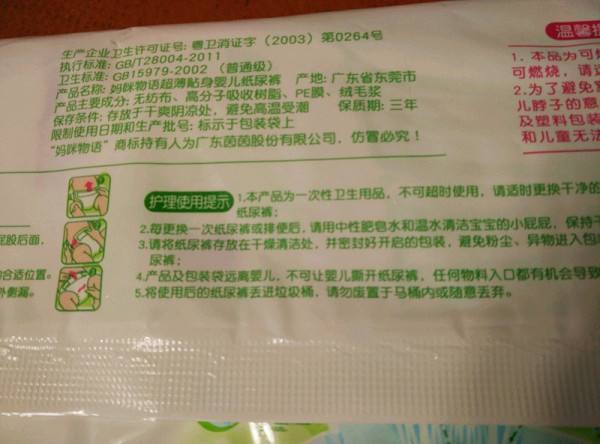 生产企业卫生许可证号: 粤卫消证字（2003）第0264号
执行标准: GB/T28004-2011
卫生标准: GB15979-2002 （普通级）
产品名称: 妈咪物语超薄贴身婴儿纸尿裤 产地: 广东省东莞市
产品主要成分: 无纺布、高分子吸收树脂、PE膜、绒毛浆
保存条件: 存放于干爽阴凉处，避免高温受潮 保质期: 三年
限制使用日期和生产批号: 标示于包装袋上
“妈咪物语”商标持有人为广东茵茵股份有限公司，仿冒必究！
护理使用提示
1.本产品为一次性卫生用品，不可超时使用，请适时更换干净的
纸尿裤；
2.每更换一次纸尿裤或排便后，请用中性肥皂水和温水清洁宝宝的小屁屁，保持干
3.请将纸尿裤存放在干燥清洁处，并密封好开启的包装，避免粉尘、异物进入包
纸尿裤；
4.产品及包装袋远离婴儿，不可让婴儿撕开纸尿裤，任何物料入口都有机会导致
5.将使用后的纸尿裤丢进垃圾桶，请勿废置于马桶内或随意丢弃。
屁股后面，
的合适位置。
外侧漏。
温馨提
1. 本品为可燃
可燃烧，请远
2.为了避免窒
儿脖子的意
及塑料包装
和儿童无法